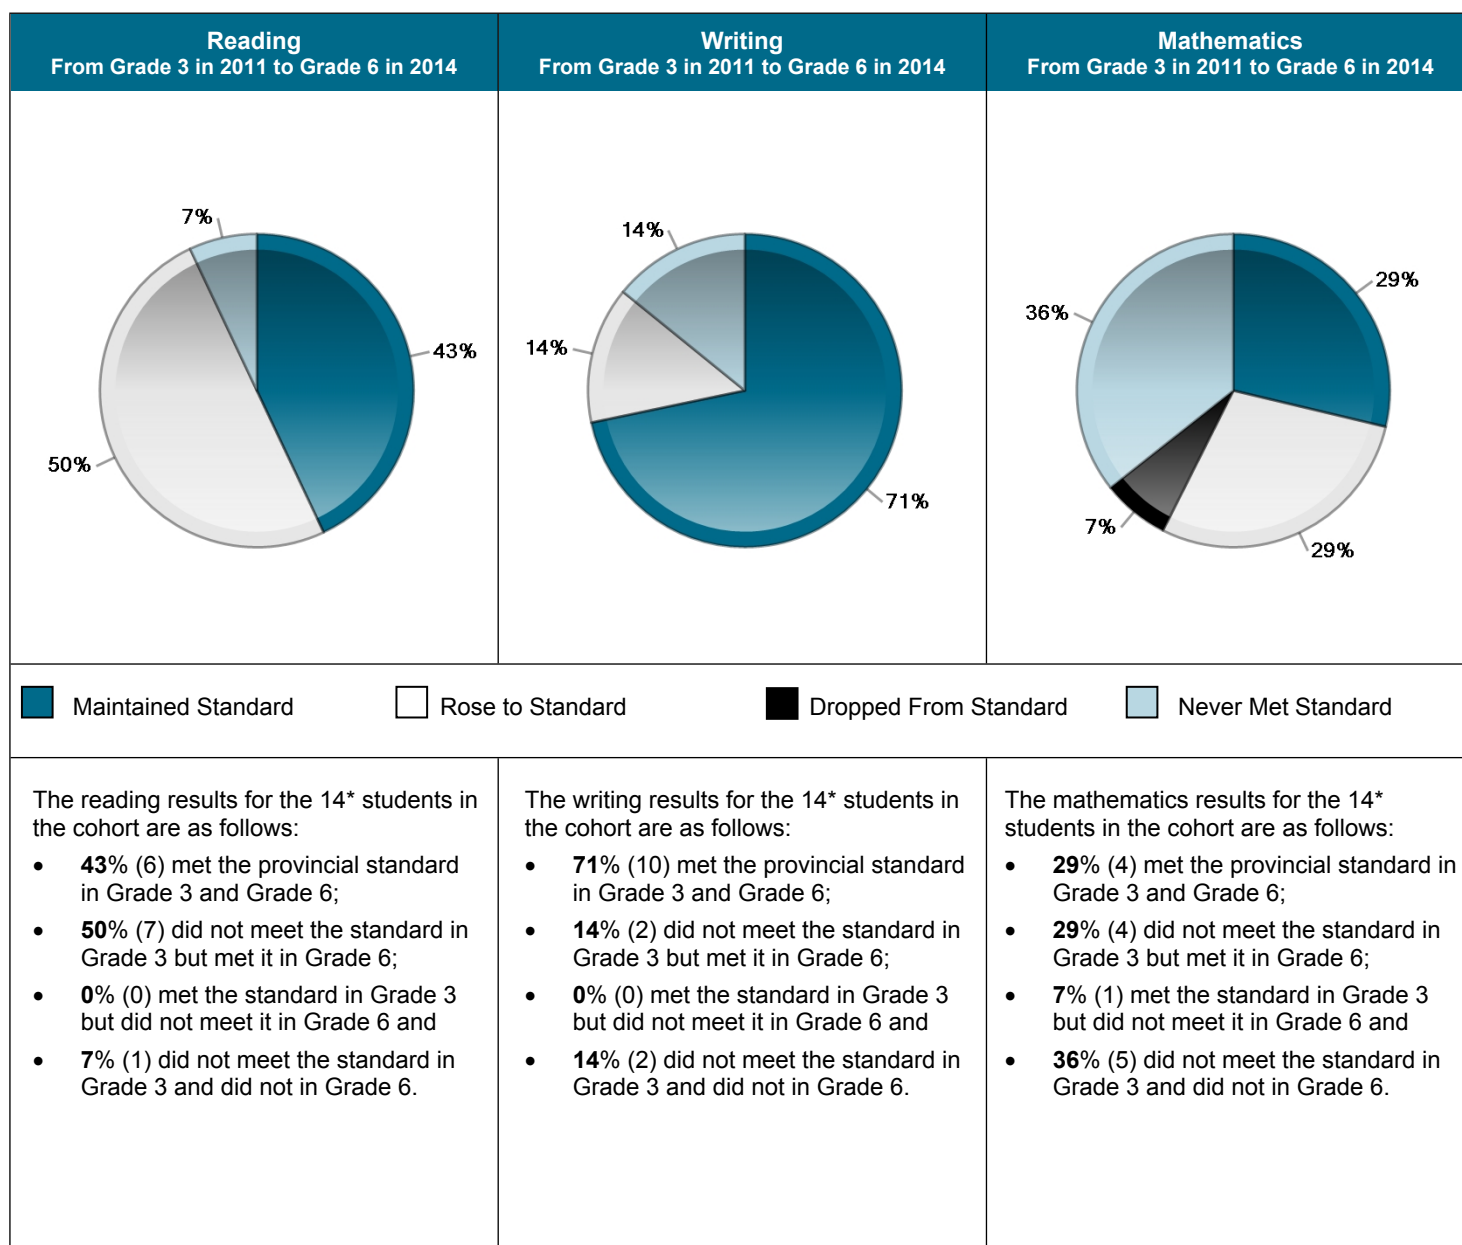 Reading
From Grade 3 in 2011 to Grade 6 in 2014
Writing
From Grade 3 in 2011 to Grade 6 in 2014
Mathematics
From Grade 3 in 2011 to Grade 6 in 2014
7%
43%
50%
14%
14%
71%
29%
36%
7%
29%
Maintained Standard
Rose to Standard
Dropped From Standard
Never Met Standard
The reading results for the 14* students in
the cohort are as follows:
• 43% (6) met the provincial standard
in Grade 3 and Grade 6;
• 50% (7) did not meet the standard in
Grade 3 but met it in Grade 6;
• 0% (0) met the standard in Grade 3
but did not meet it in Grade 6 and
• 7% (1) did not meet the standard in
Grade 3 and did not in Grade 6.
The writing results for the 14* students in
the cohort are as follows:
• 71% (10) met the provincial standard
in Grade 3 and Grade 6;
• 14% (2) did not meet the standard in
Grade 3 but met it in Grade 6;
• 0% (0) met the standard in Grade 3
but did not meet it in Grade 6 and
• 14% (2) did not meet the standard in
Grade 3 and did not in Grade 6.
The mathematics results for the 14*
students in the cohort are as follows:
• 29% (4) met the provincial standard in
Grade 3 and Grade 6;
• 29% (4) did not meet the standard in
Grade 3 but met it in Grade 6;
• 7% (1) met the standard in Grade 3
but did not meet it in Grade 6 and
• 36% (5) did not meet the standard in
Grade 3 and did not in Grade 6.